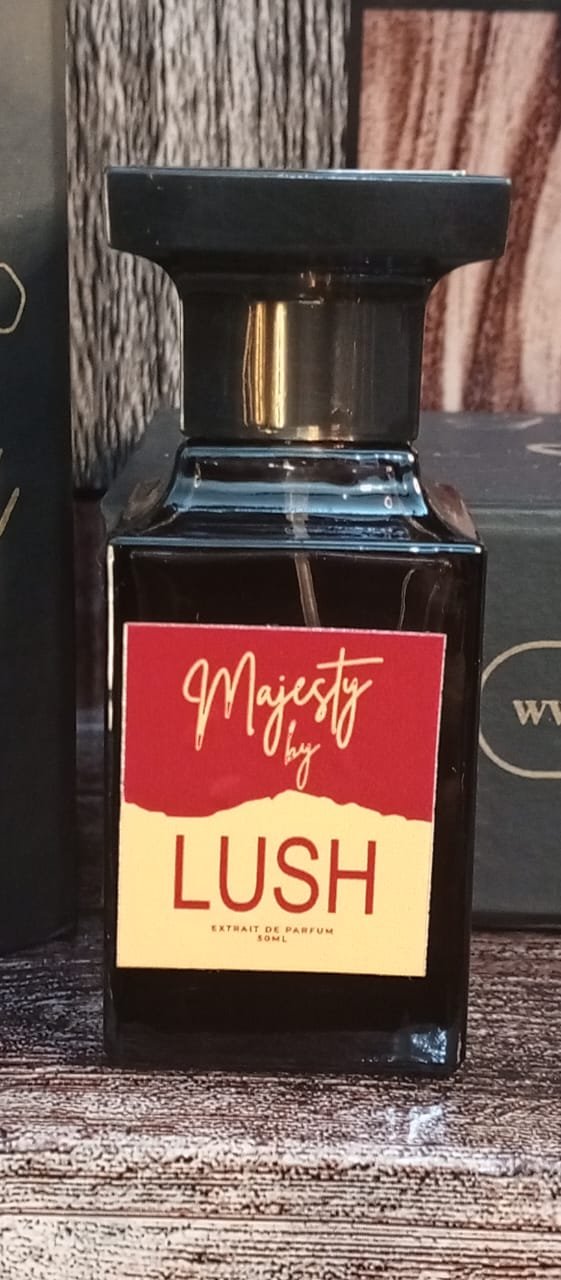 Majesty
by
LUSH
EXTRAIT DE PARFUM
50ML